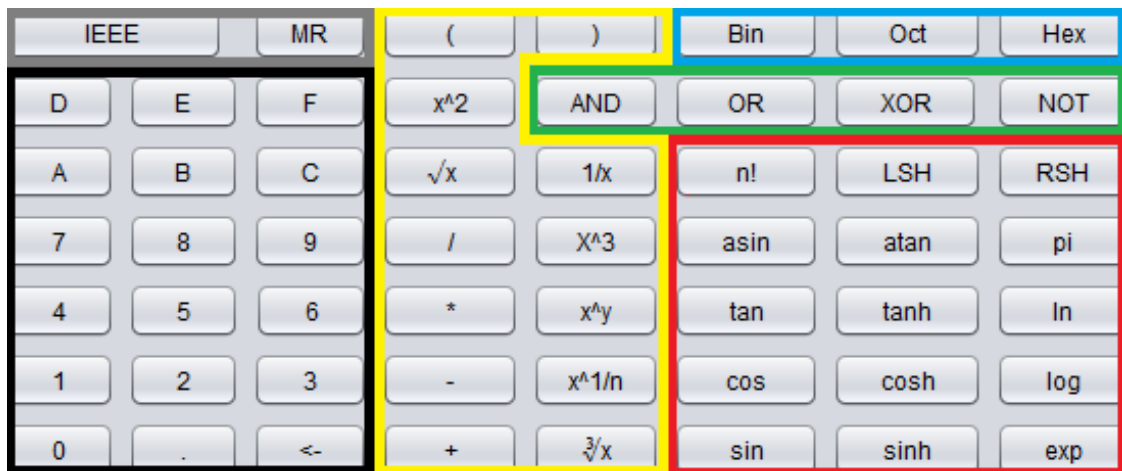 IEEE MR ( ) Bin Oct Hex
D E F x^2 AND OR XOR NOT
A B C √x 1/x n! LSH RSH
7 8 9 / X^3 asin atan pi
4 5 6 * x^y tan tanh ln
1 2 3 - x^1/n cos cosh log
0 . <- + ∛x sin sinh exp